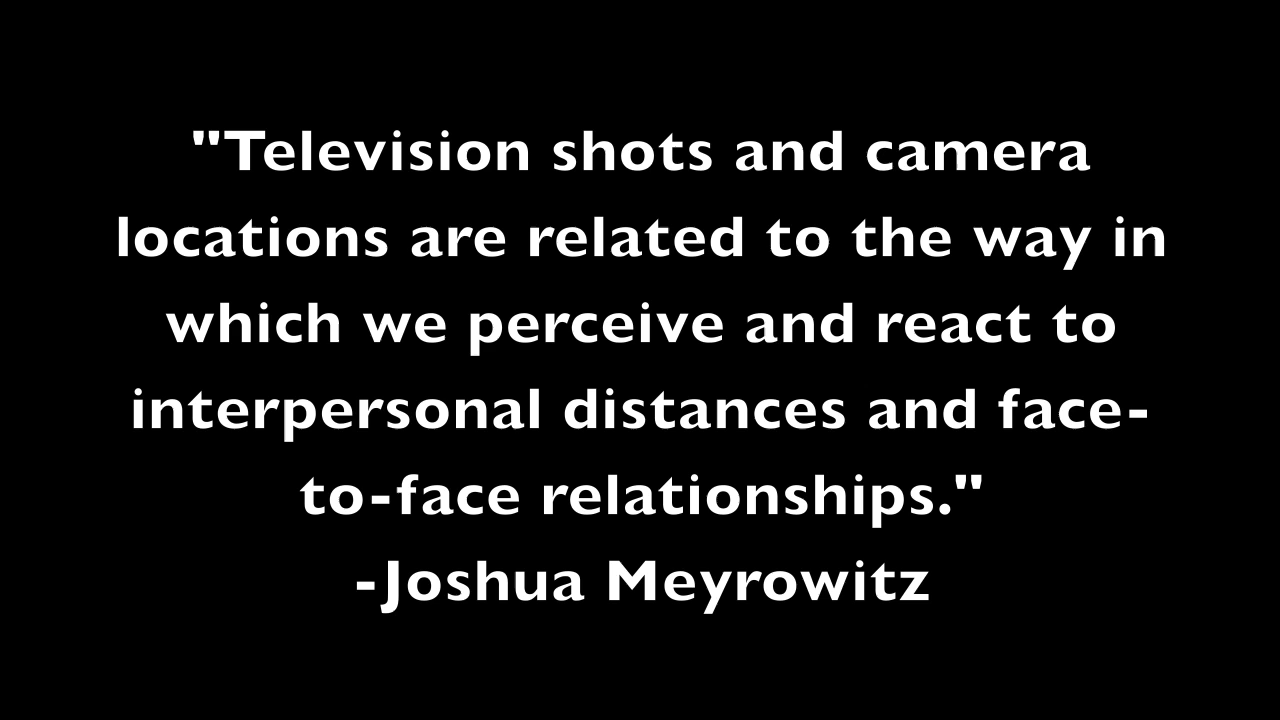 "Television shots and camera
locations are related to the way in
which we perceive and react to
interpersonal distances and face-
to-face relationships."
-Joshua Meyrowitz